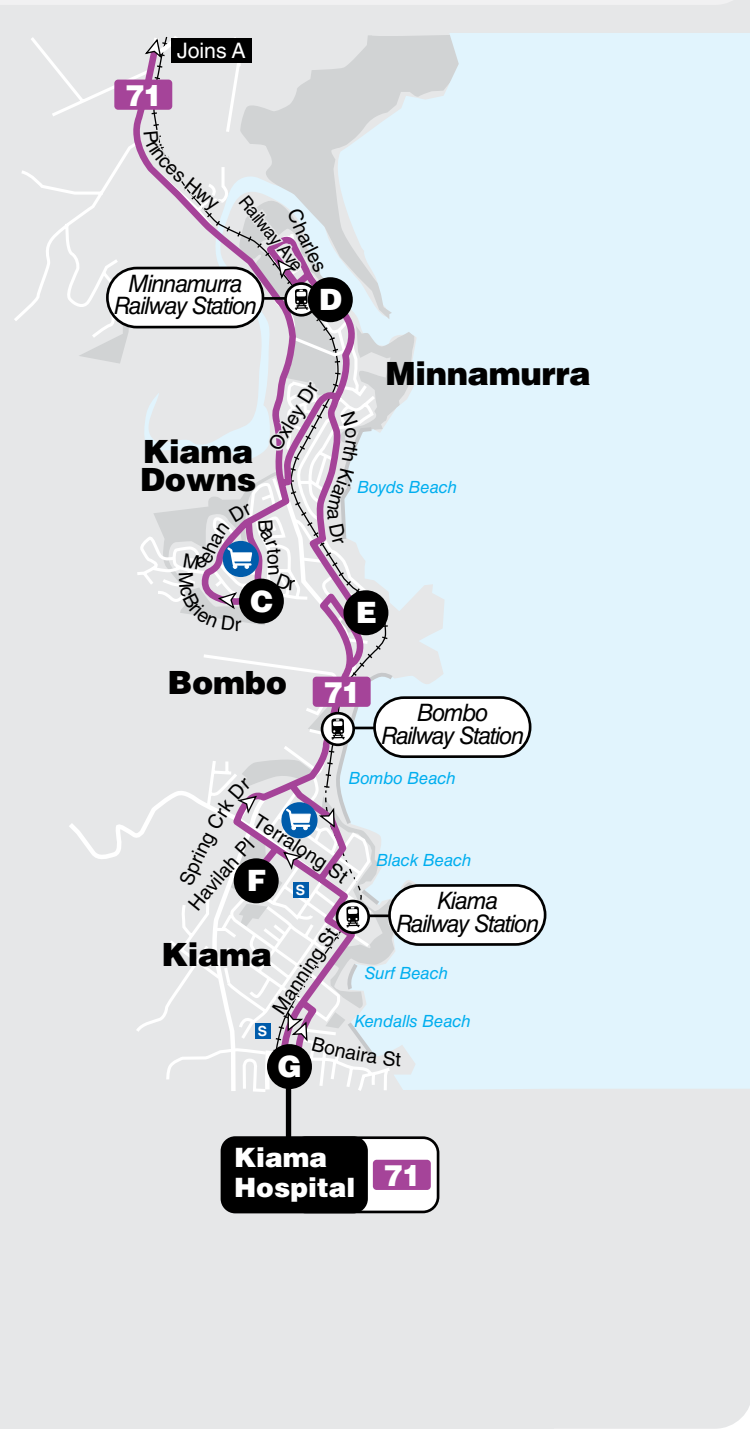 Joins A
71
Princes Hwy
Railway Ave
Charles
Minnamurra
Railway Station
D
Minnamurra
Oxley Dr
North Kiama Dr
Kiama
Downs
Boyds Beach
Meehan Dr
Barton Dr
McBrien Dr
C
E
Bombo
71
Bombo
Railway Station
Bombo Beach
Spring Crk Dr
Terralong St
Havilah Pl
Black Beach
F
S
Kiama
Railway Station
Kiama
Manning St
Surf Beach
Kendalls Beach
S
Bonaira St
G
Kiama
Hospital
71